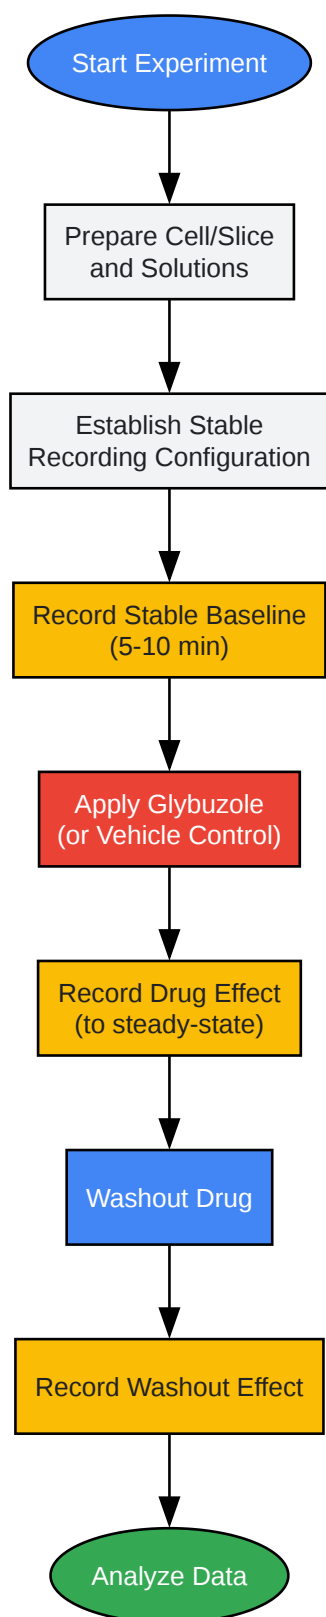 Start Experiment
Prepare Cell/Slice
and Solutions
Establish Stable
Recording Configuration
Record Stable Baseline
(5-10 min)
Apply Glybuzole
(or Vehicle Control)
Record Drug Effect
(to steady-state)
Washout Drug
Record Washout Effect
Analyze Data